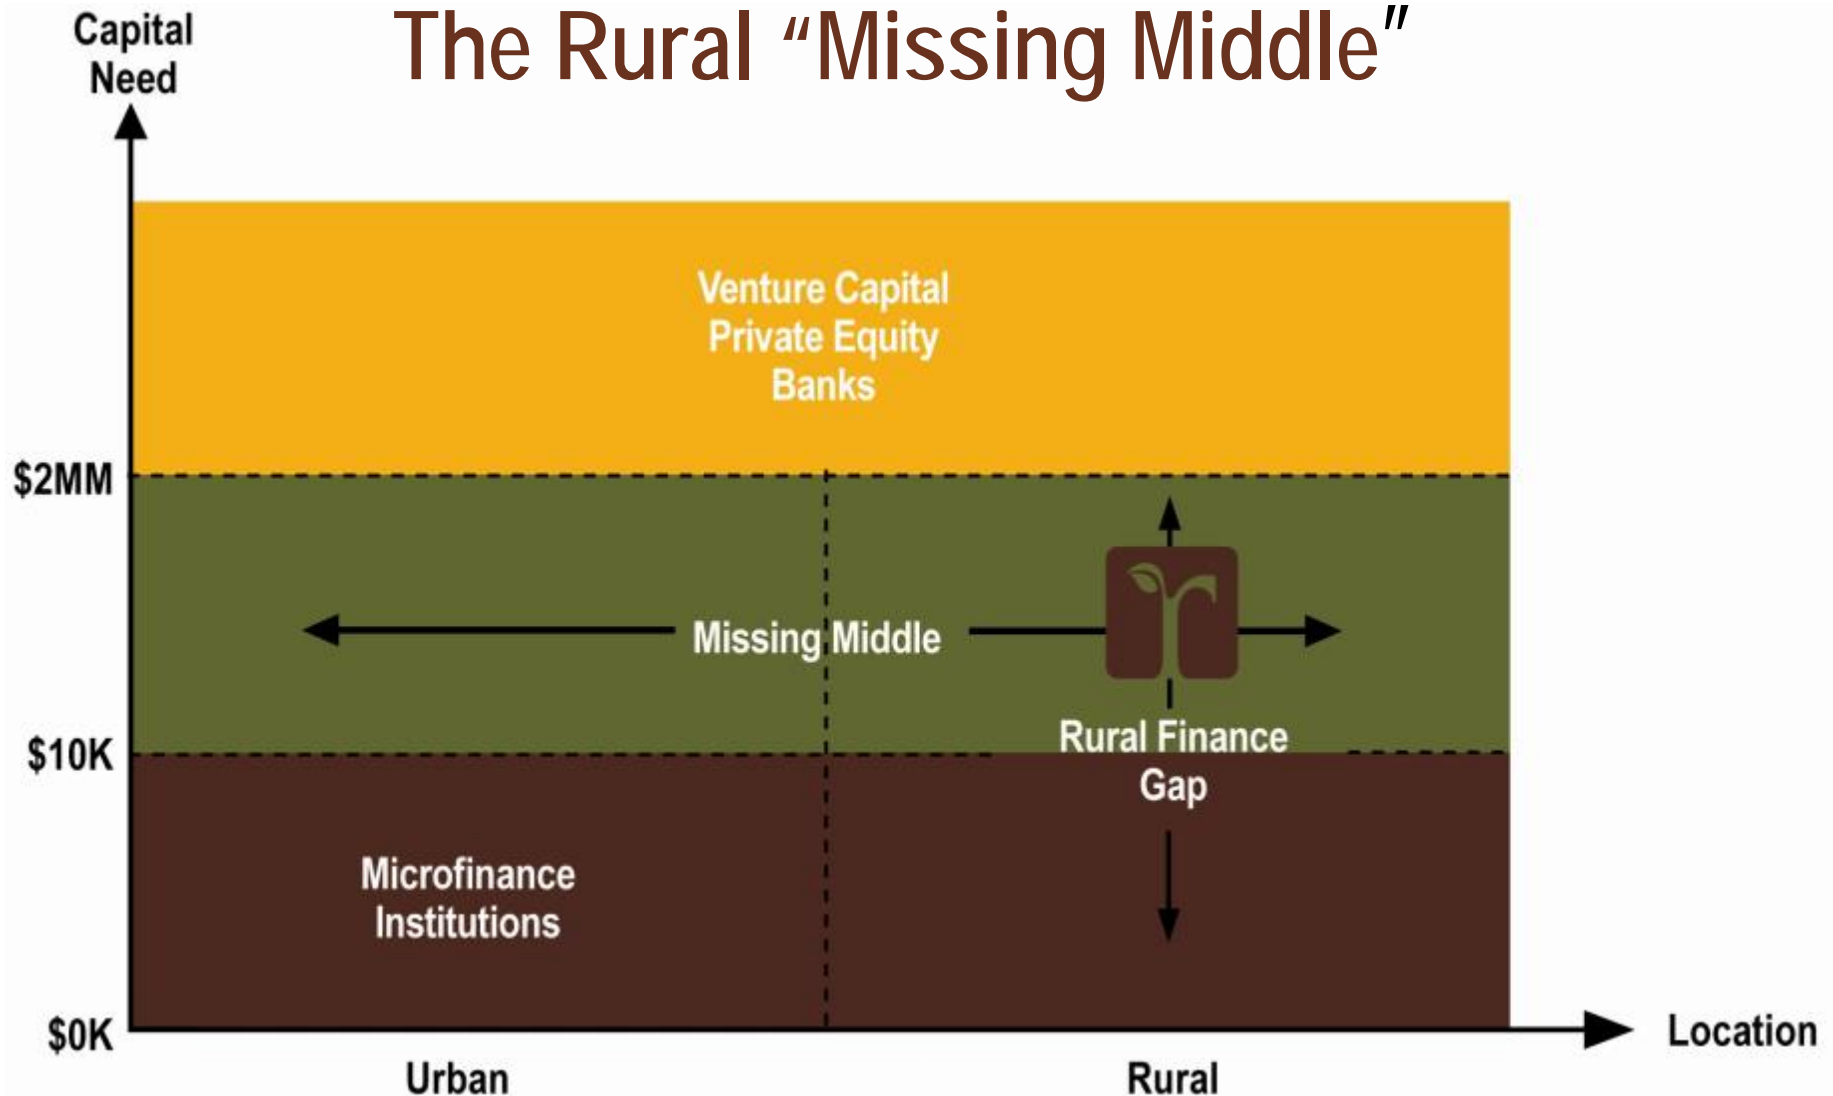 The Rural “Missing Middle”
Capital
Need
Venture Capital
Private Equity
Banks
$2MM
Missing Middle
Rural Finance
Gap
$10K
Microfinance
Institutions
$0K
Location
Urban
Rural